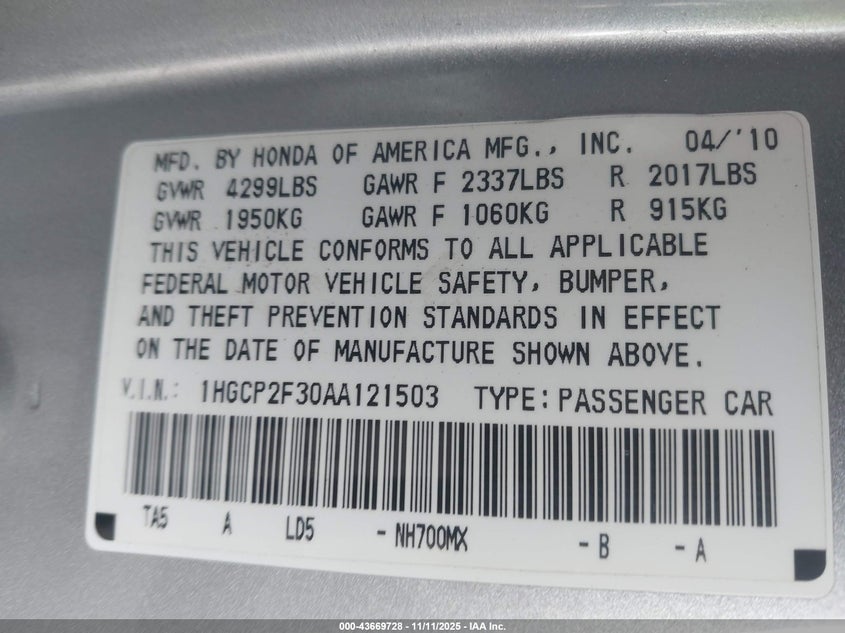 MFD. BY HONDA OF AMERICA MFG., INC. 04/'10
GVWR 4299LBS GAWR F 2337LBS R 2017LBS
GVWR 1950KG GAWR F 1060KG R 915KG
THIS VEHICLE CONFORMS TO ALL APPLICABLE
FEDERAL MOTOR VEHICLE SAFETY, BUMPER,
AND THEFT PREVENTION STANDARDS IN EFFECT
ON THE DATE OF MANUFACTURE SHOWN ABOVE.
V.I.N.: 1HGCP2F30AA121503 TYPE: PASSENGER CAR
TA5 A LD5 - NH700MX - B - A
000-43669728 - 11/11/2025 - IAA Inc.